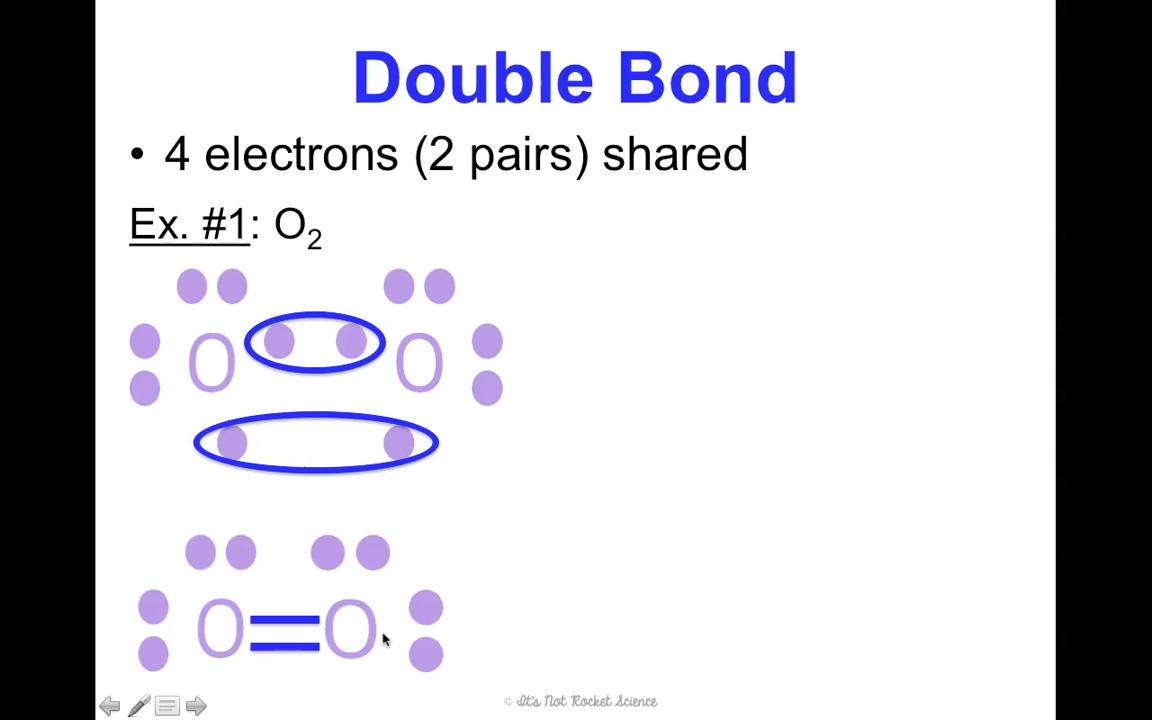 Double Bond
• 4 electrons (2 pairs) shared
Ex. #1: O₂
O O
O=O
© It's Not Rocket Science